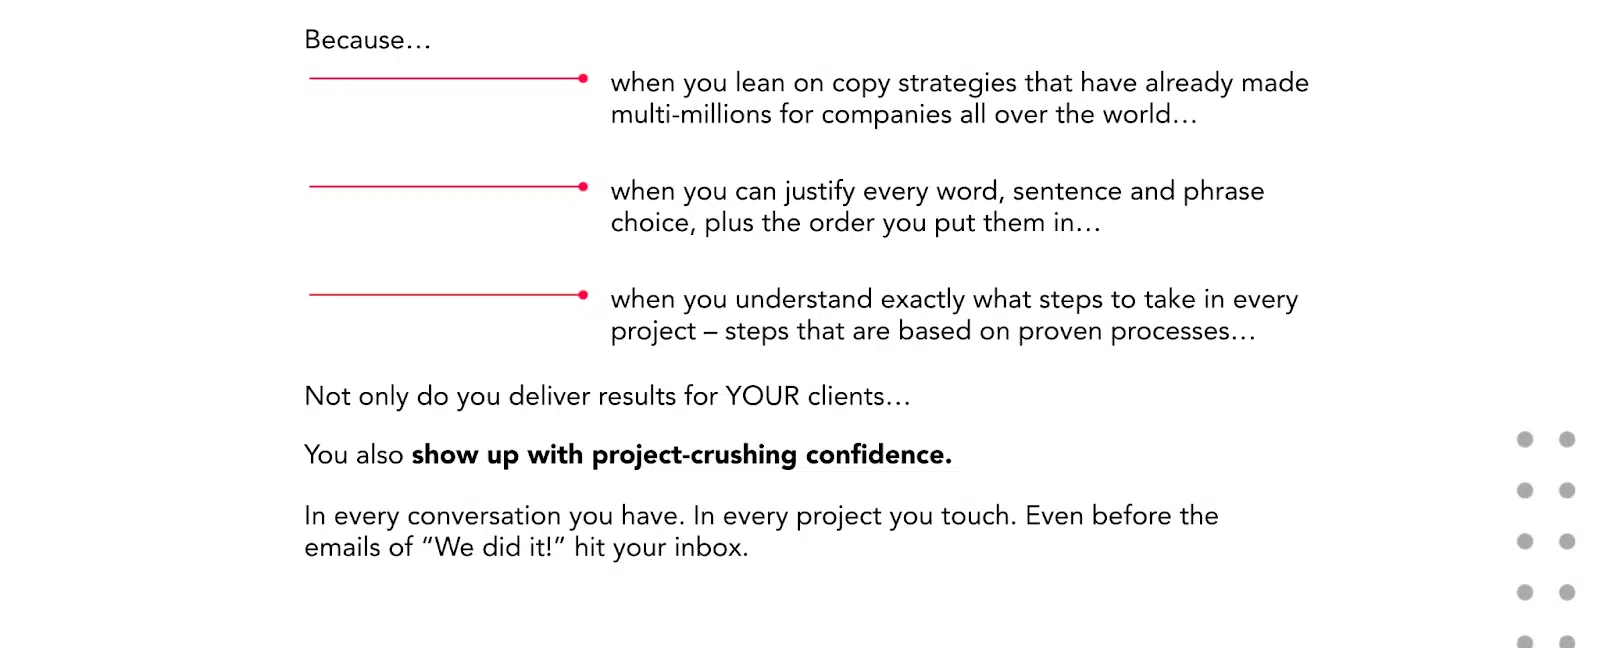 Because…
when you lean on copy strategies that have already made
multi-millions for companies all over the world…
when you can justify every word, sentence and phrase
choice, plus the order you put them in…
when you understand exactly what steps to take in every
project – steps that are based on proven processes…
Not only do you deliver results for YOUR clients…
You also show up with project-crushing confidence.
In every conversation you have. In every project you touch. Even before the
emails of “We did it!” hit your inbox.